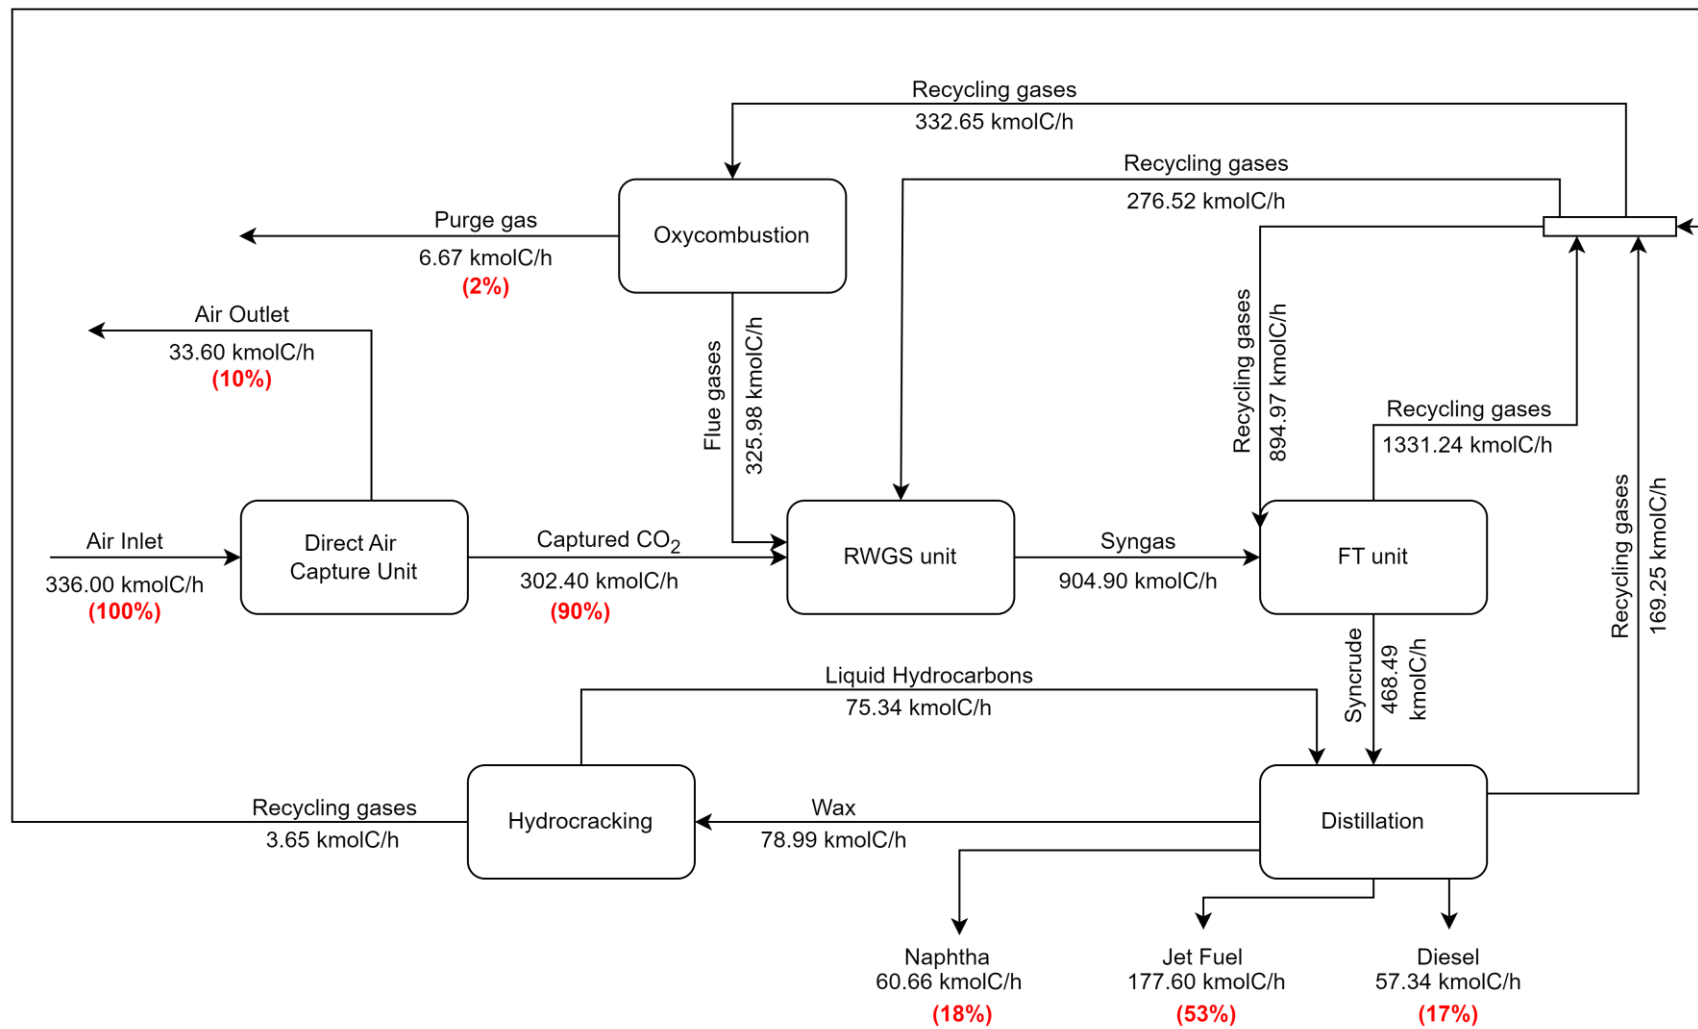 Recycling gases
332.65 kmolC/h
Recycling gases
276.52 kmolC/h
Oxycombustion
Purge gas
6.67 kmolC/h
(2%)
Air Outlet
33.60 kmolC/h
(10%)
Flue gases
325.98 kmolC/h
Recycling gases
894.97 kmolC/h
Recycling gases
1331.24 kmolC/h
Recycling gases
169.25 kmolC/h
Air Inlet
336.00 kmolC/h
(100%)
Direct Air
Capture Unit
Captured CO₂
302.40 kmolC/h
(90%)
RWGS unit
Syngas
904.90 kmolC/h
FT unit
Syncrude
468.49
kmolC/h
Liquid Hydrocarbons
75.34 kmolC/h
Recycling gases
3.65 kmolC/h
Hydrocracking
Wax
78.99 kmolC/h
Distillation
Naphtha
60.66 kmolC/h
(18%)
Jet Fuel
177.60 kmolC/h
(53%)
Diesel
57.34 kmolC/h
(17%)